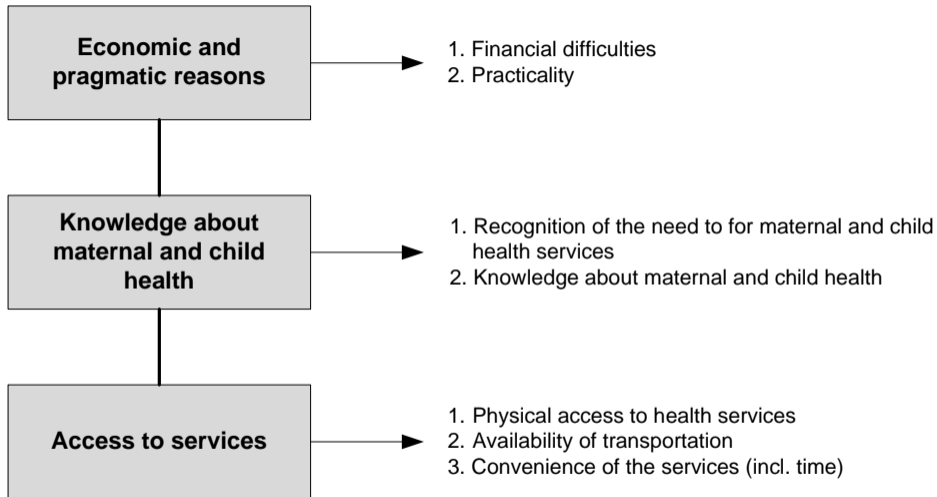 Economic and
pragmatic reasons
1. Financial difficulties
2. Practicality
Knowledge about
maternal and child
health
1. Recognition of the need to for maternal and child
health services
2. Knowledge about maternal and child health
Access to services
1. Physical access to health services
2. Availability of transportation
3. Convenience of the services (incl. time)